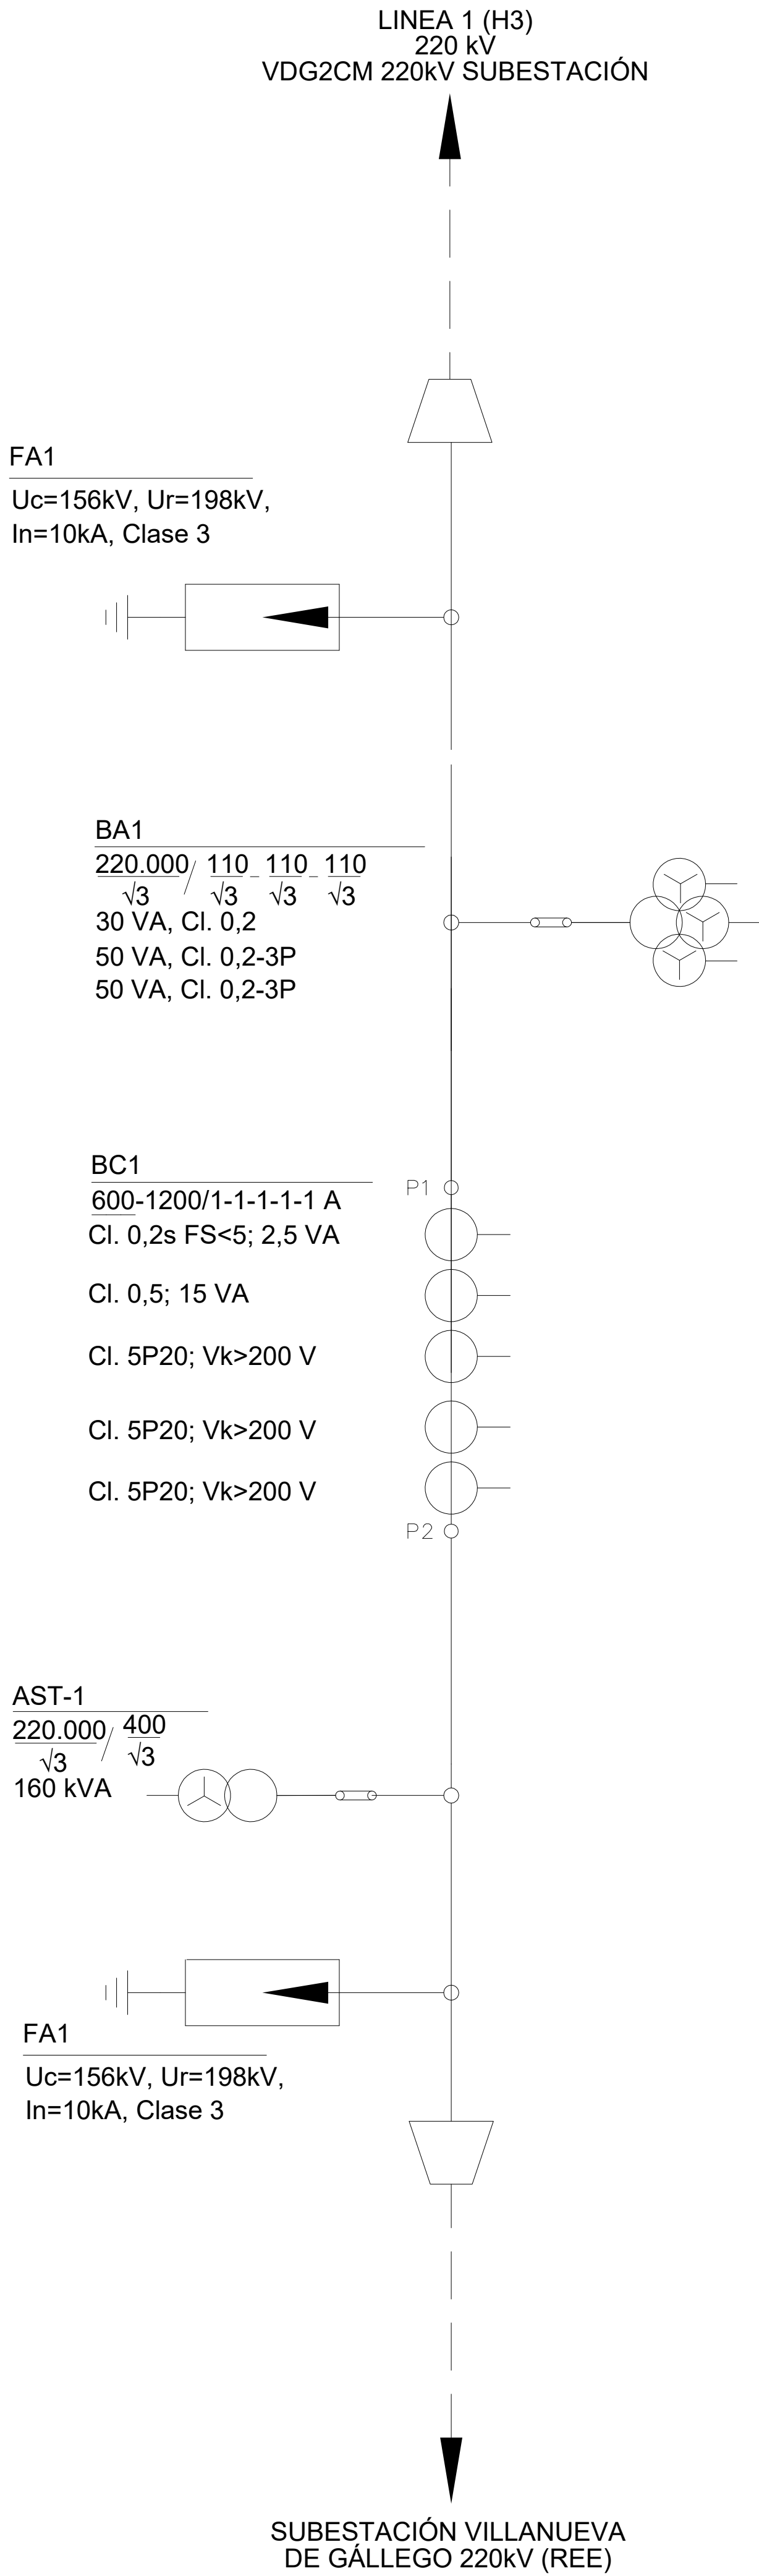 LINEA 1 (H3)
220 kV
VDG2CM 220kV SUBESTACIÓN
FA1
Uc=156kV, Ur=198kV,
In=10kA, Clase 3
BA1
220.000/ 110 - 110 - 110
√3 √3 √3 √3
30 VA, Cl. 0,2
50 VA, Cl. 0,2-3P
50 VA, Cl. 0,2-3P
BC1
600-1200/1-1-1-1-1 A
P1
Cl. 0,2s FS<5; 2,5 VA
Cl. 0,5; 15 VA
Cl. 5P20; Vk>200 V
Cl. 5P20; Vk>200 V
Cl. 5P20; Vk>200 V
P2
AST-1
220.000/ 400
√3 √3
160 kVA
FA1
Uc=156kV, Ur=198kV,
In=10kA, Clase 3
SUBESTACIÓN VILLANUEVA
DE GÁLLEGO 220kV (REE)